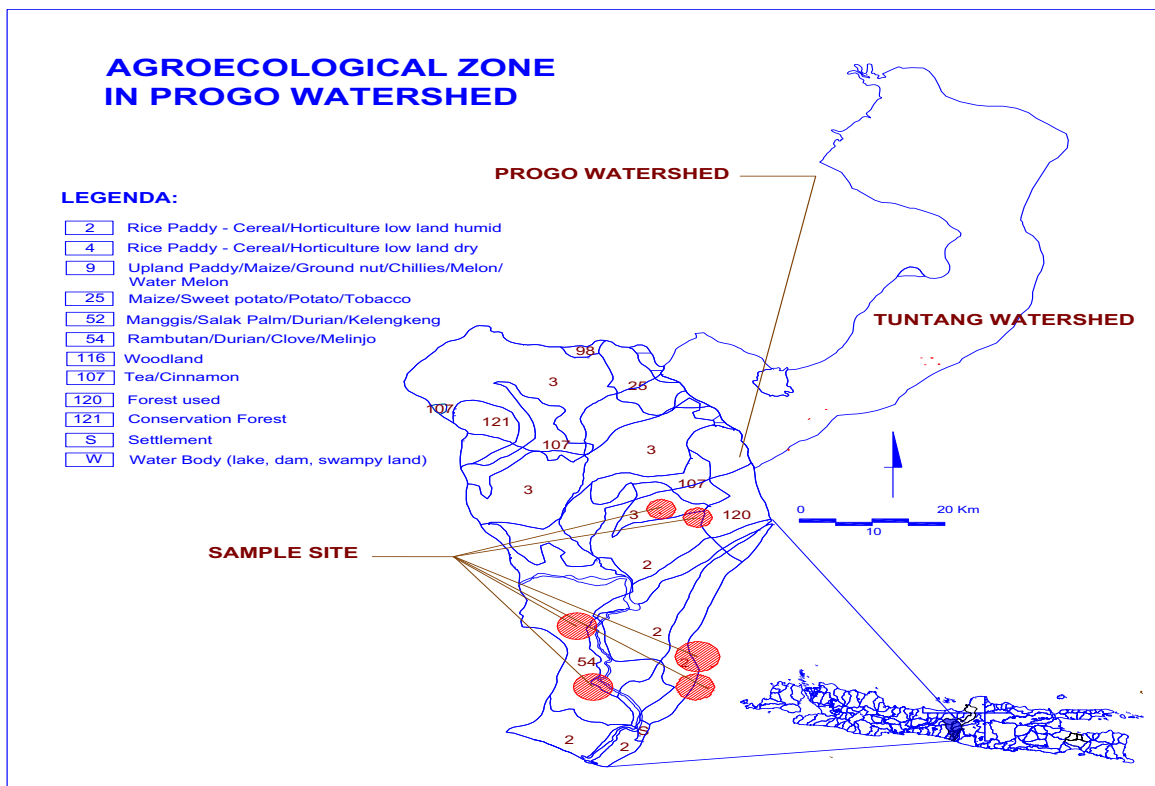 AGROECOLOGICAL ZONE
IN PROGO WATERSHED
PROGO WATERSHED
LEGENDA:
2 Rice Paddy - Cereal/Horticulture low land humid
4 Rice Paddy - Cereal/Horticulture low land dry
9 Upland Paddy/Maize/Ground nut/Chillies/Melon/
Water Melon
25 Maize/Sweet potato/Potato/Tobacco
52 Manggis/Salak Palm/Durian/Kelengkeng
54 Rambutan/Durian/Clove/Melinjo
116 Woodland
107 Tea/Cinnamon
120 Forest used
121 Conservation Forest
S Settlement
W Water Body (lake, dam, swampy land)
TUNTANG WATERSHED
98
3
25
107
121
107
3
3
107
3
120
0 20 Km
10
SAMPLE SITE
2
2
54
2
2
2
S